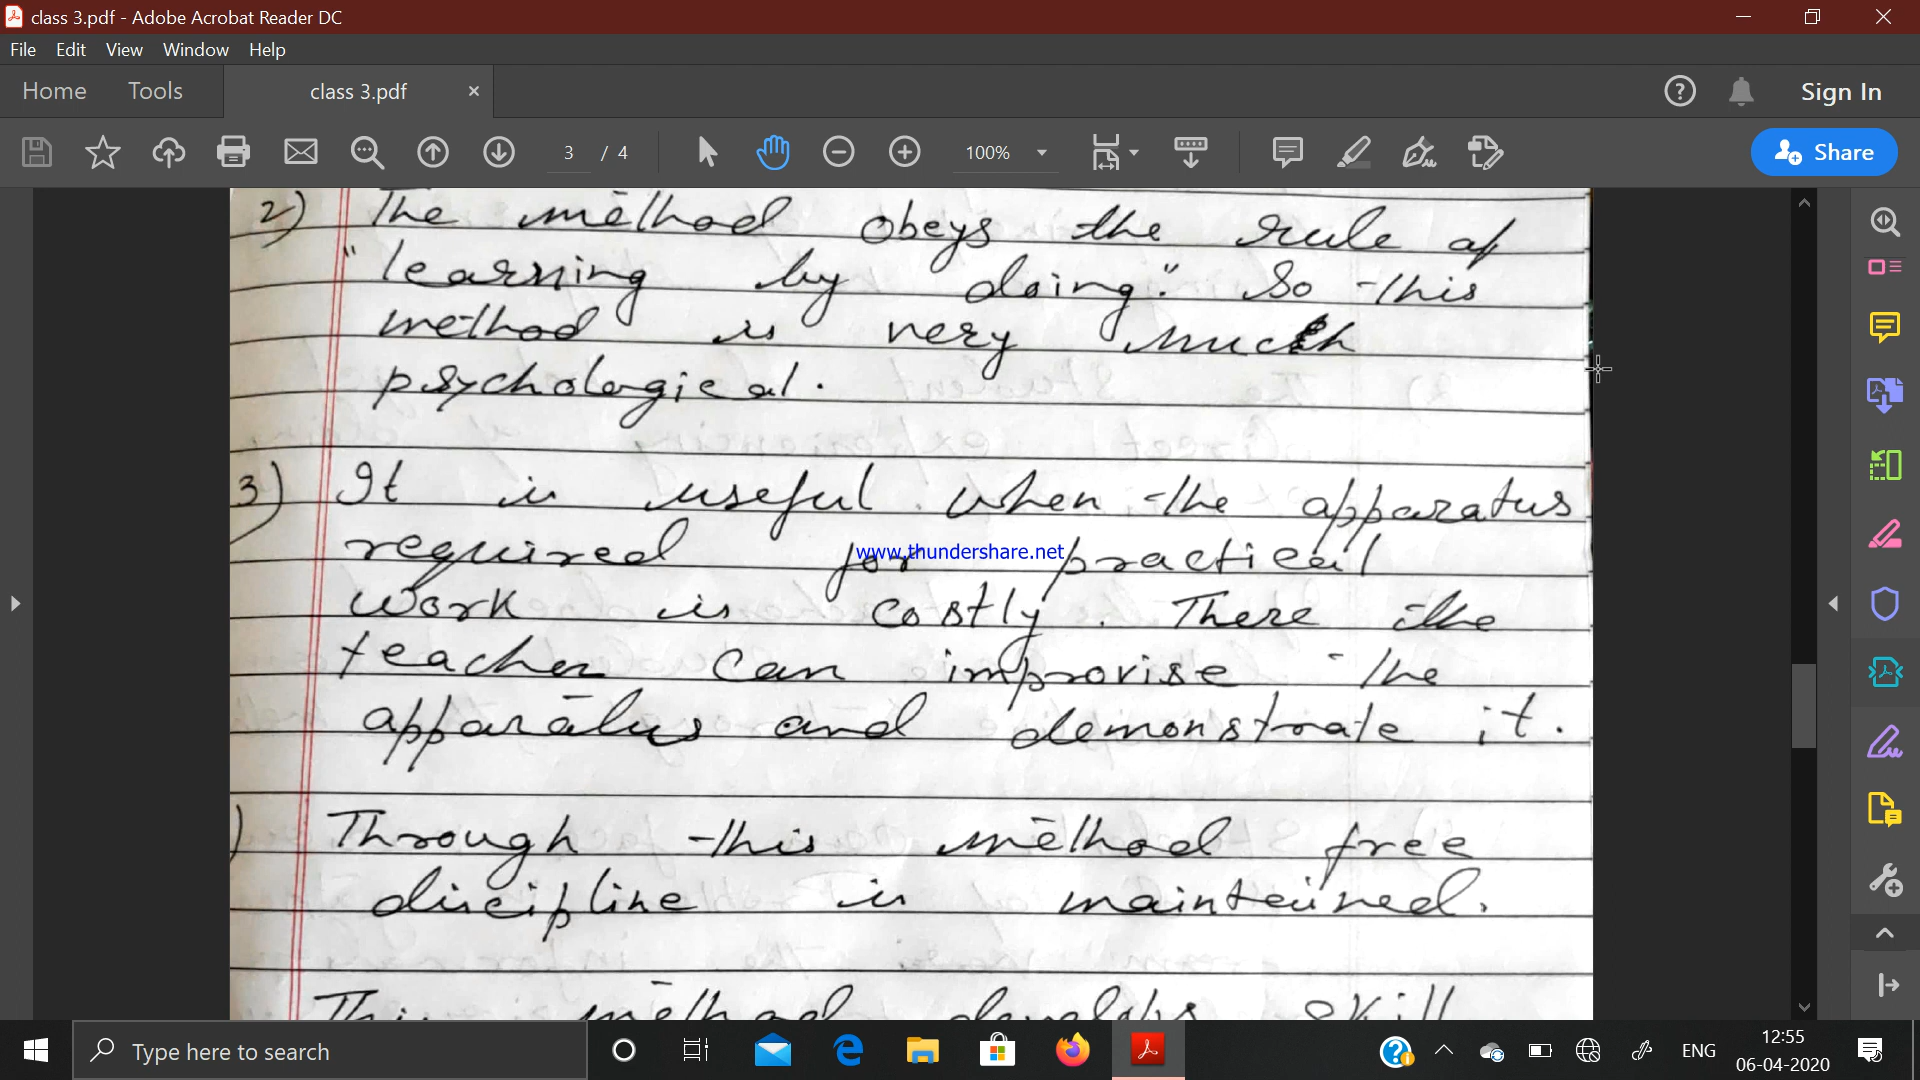 class 3.pdf - Adobe Acrobat Reader DC
File Edit View Window Help
Home Tools class 3.pdf × Sign In
3 / 4 100% Share
2) The method obeys the rule of
"learning by doing". So this
method is very much
psychological.
3) It is useful when the apparatus
required for practical
www.thundershare.net
work is costly. There the
teacher can improvise the
apparatus and demonstrate it.
) Through this method free
discipline is maintained.
This method develops skill
Type here to search
ENG 12:55
06-04-2020